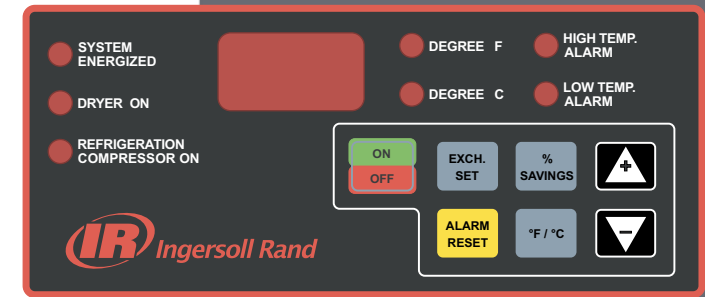 SYSTEM
ENERGIZED
DRYER ON
REFRIGERATION
COMPRESSOR ON
DEGREE F
DEGREE C
HIGH TEMP.
ALARM
LOW TEMP.
ALARM
ON
OFF
EXCH.
SET
%
SAVINGS
+
ALARM
RESET
°F / °C
−
IR Ingersoll Rand